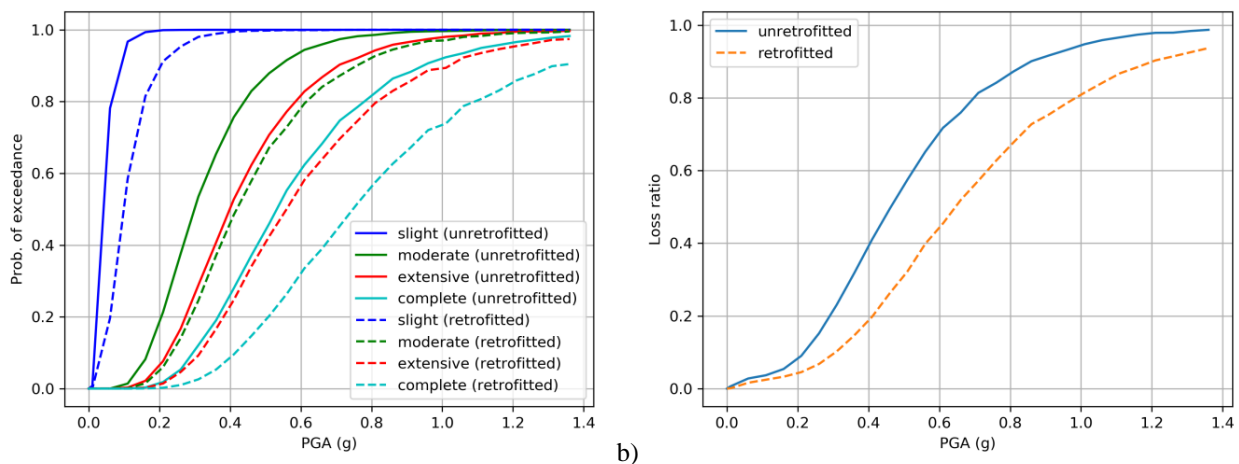 1.0
0.8
0.6
0.4
0.2
0.0
Prob. of exceedance
slight (unretrofitted)
moderate (unretrofitted)
extensive (unretrofitted)
complete (unretrofitted)
slight (retrofitted)
moderate (retrofitted)
extensive (retrofitted)
complete (retrofitted)
0.0 0.2 0.4 0.6 0.8 1.0 1.2 1.4
PGA (g)
b)
1.0
0.8
0.6
0.4
0.2
0.0
Loss ratio
unretrofitted
retrofitted
0.0 0.2 0.4 0.6 0.8 1.0 1.2 1.4
PGA (g)